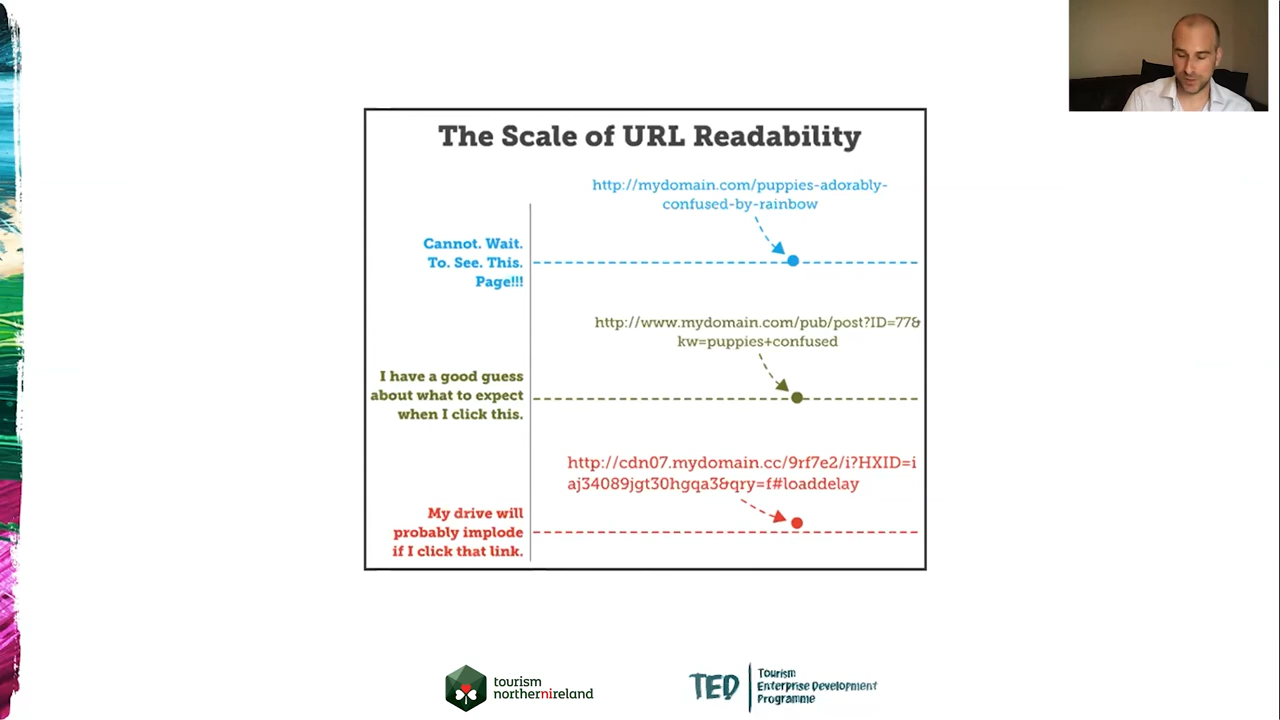 The Scale of URL Readability
http://mydomain.com/puppies-adorably-
confused-by-rainbow
Cannot. Wait.
To. See. This.
Page!!!
http://www.mydomain.com/pub/post?ID=77&
kw=puppies+confused
I have a good guess
about what to expect
when I click this.
http://cdn07.mydomain.cc/9rf7e2/i?HXID=i
aj34089jgt30hgqa3&qry=f#loaddelay
My drive will
probably implode
if I click that link.
tourism
northernireland
TED
Tourism
Enterprise Development
Programme